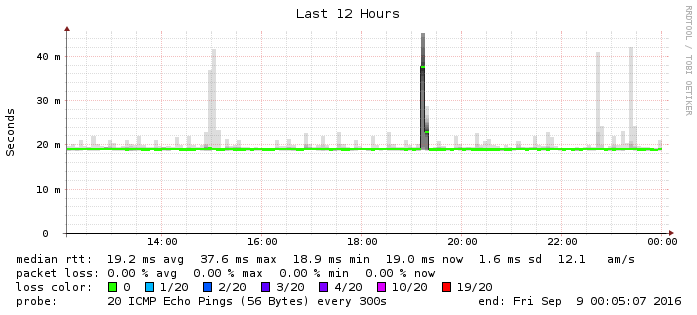 Last 12 Hours
RRDTOOL / TOBI OETIKER
Seconds
40 m
30 m
20 m
10 m
0
14:00 16:00 18:00 20:00 22:00 00:00
median rtt: 19.2 ms avg 37.6 ms max 18.9 ms min 19.0 ms now 1.6 ms sd 12.1 am/s
packet loss: 0.00 % avg 0.00 % max 0.00 % min 0.00 % now
loss color: 0 1/20 2/20 3/20 4/20 10/20 19/20
probe: 20 ICMP Echo Pings (56 Bytes) every 300s end: Fri Sep 9 00:05:07 2016